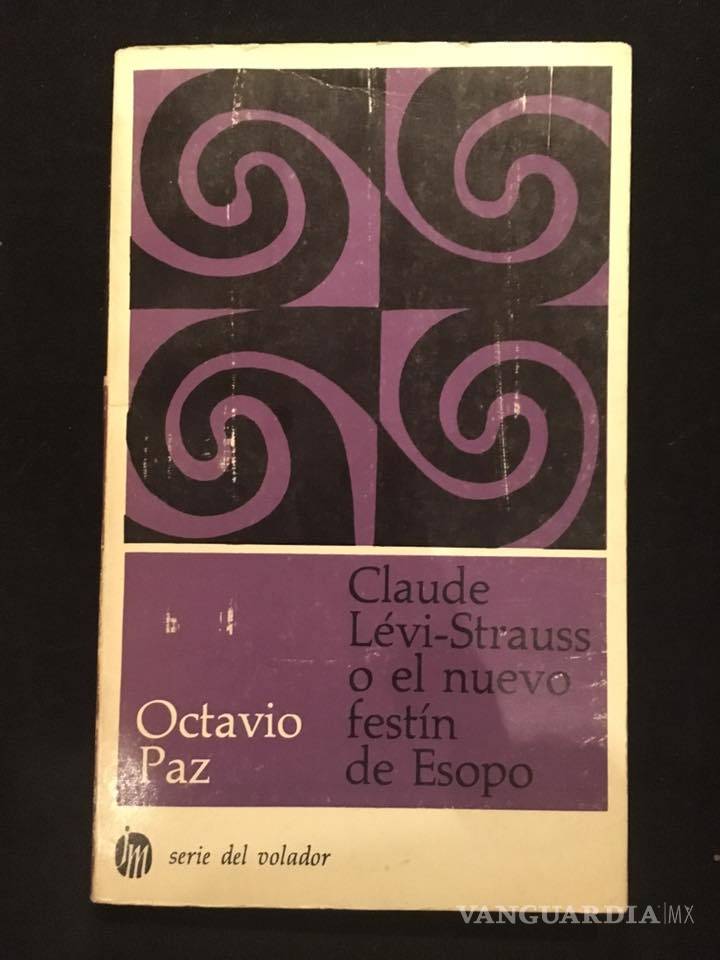 Claude
Lévi-Strauss
o el nuevo
festín
de Esopo
Octavio
Paz
jm
serie del volador
VANGUARDIA|MX